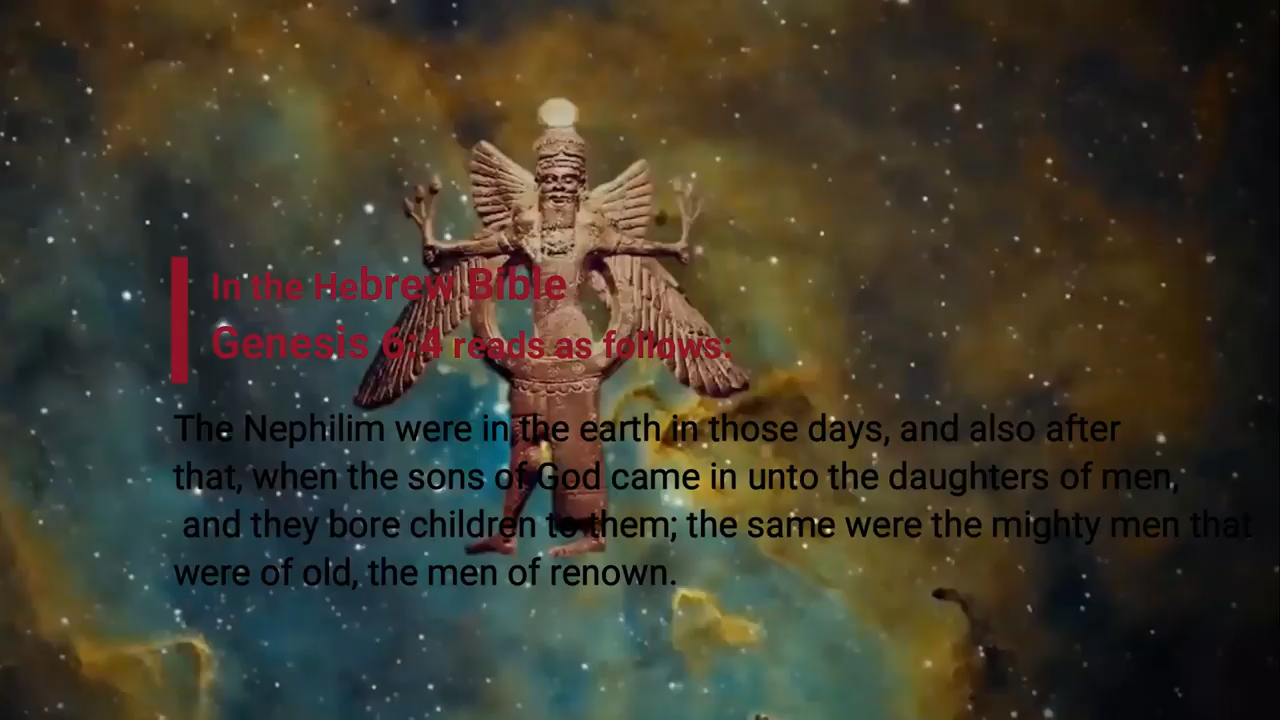 In the Hebrew Bible
Genesis 6:4 reads as follows:
The Nephilim were in the earth in those days, and also after
that, when the sons of God came in unto the daughters of men,
and they bore children to them; the same were the mighty men that
were of old, the men of renown.